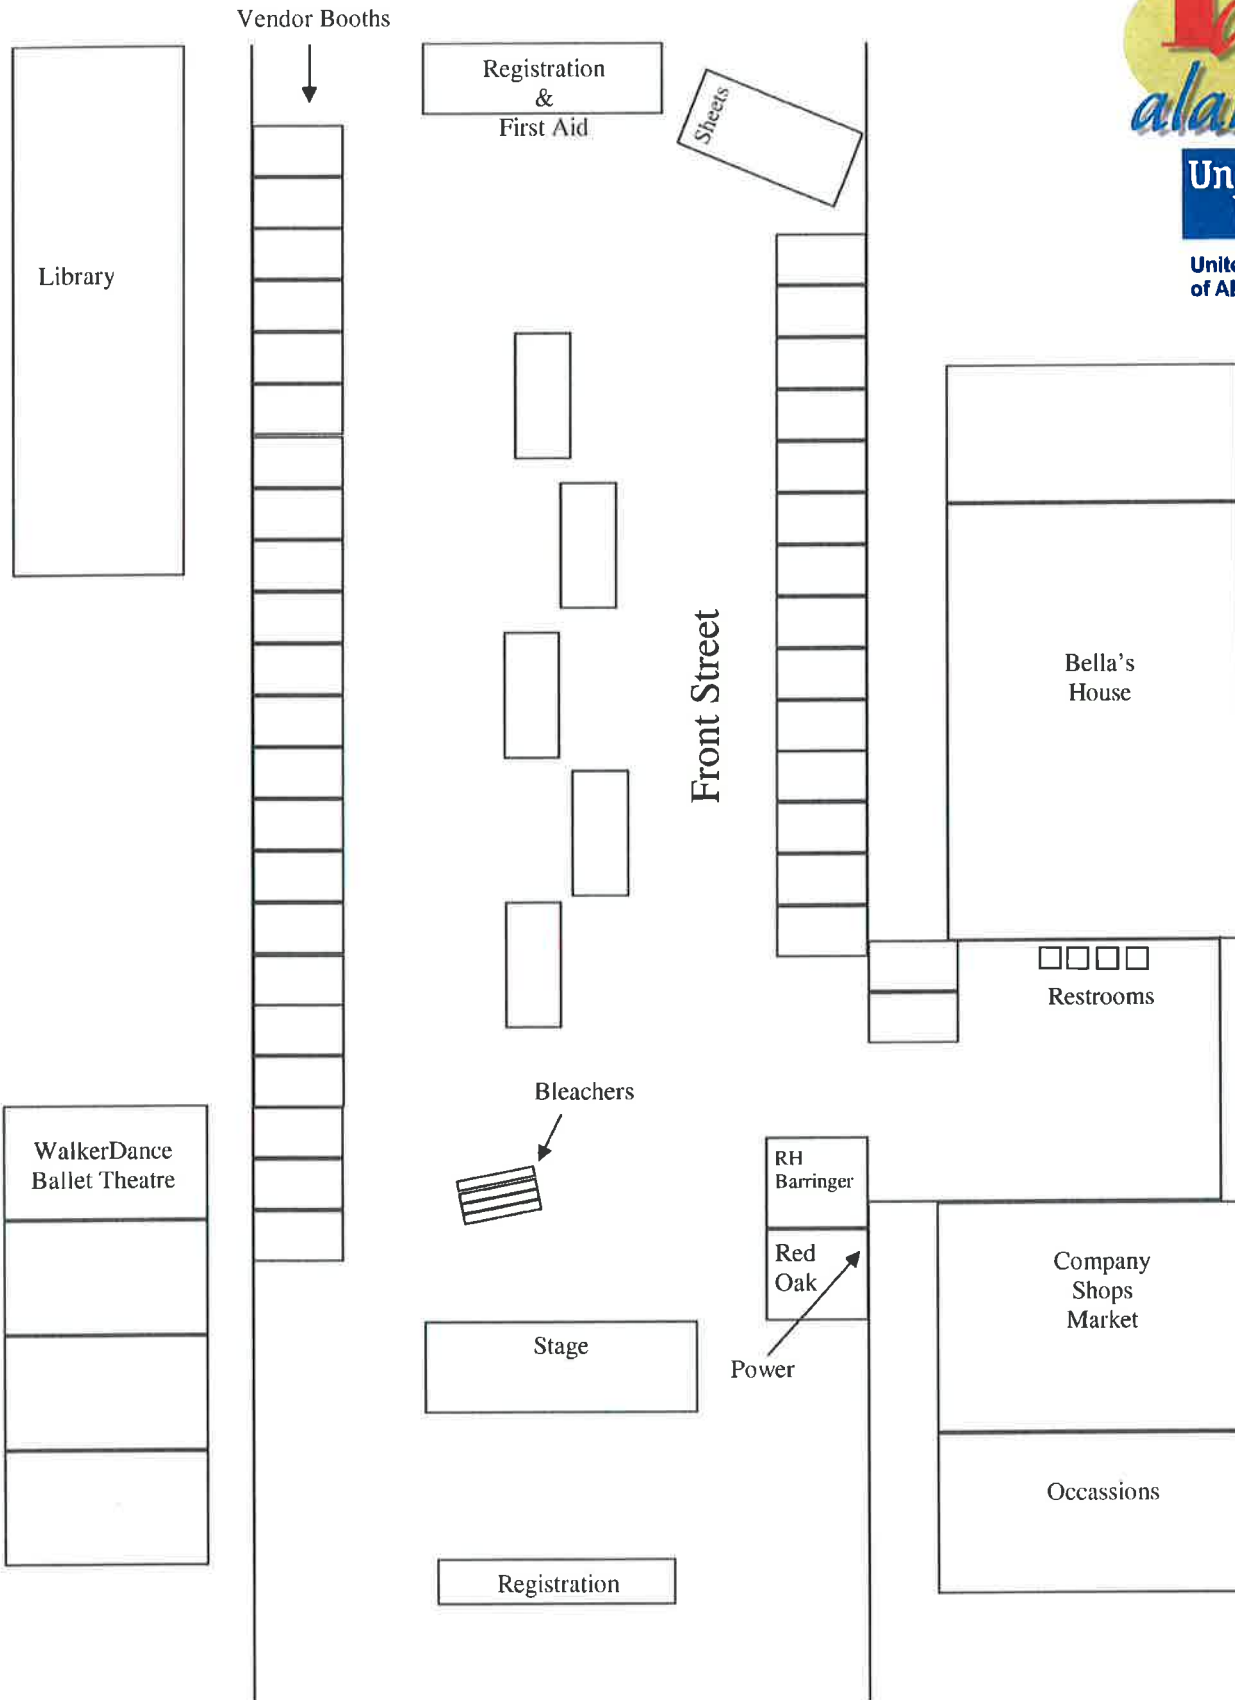 Vendor Booths
Registration
&
First Aid
Sheets
Library
Front Street
Bella's
House
Restrooms
Bleachers
WalkerDance
Ballet Theatre
RH
Barringer
Red
Oak
Company
Shops
Market
Stage
Power
Occassions
Registration